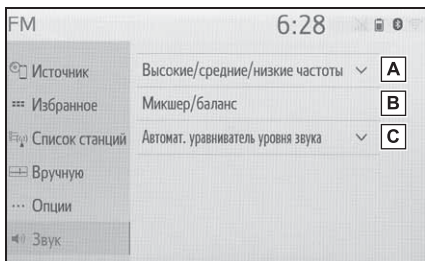 FM
6:28
Источник
Избранное
Список станций
Вручную
Опции
Звук
Высокие/средние/низкие частоты
A
Микшер/баланс
B
Автомат. уравниватель уровня звука
C